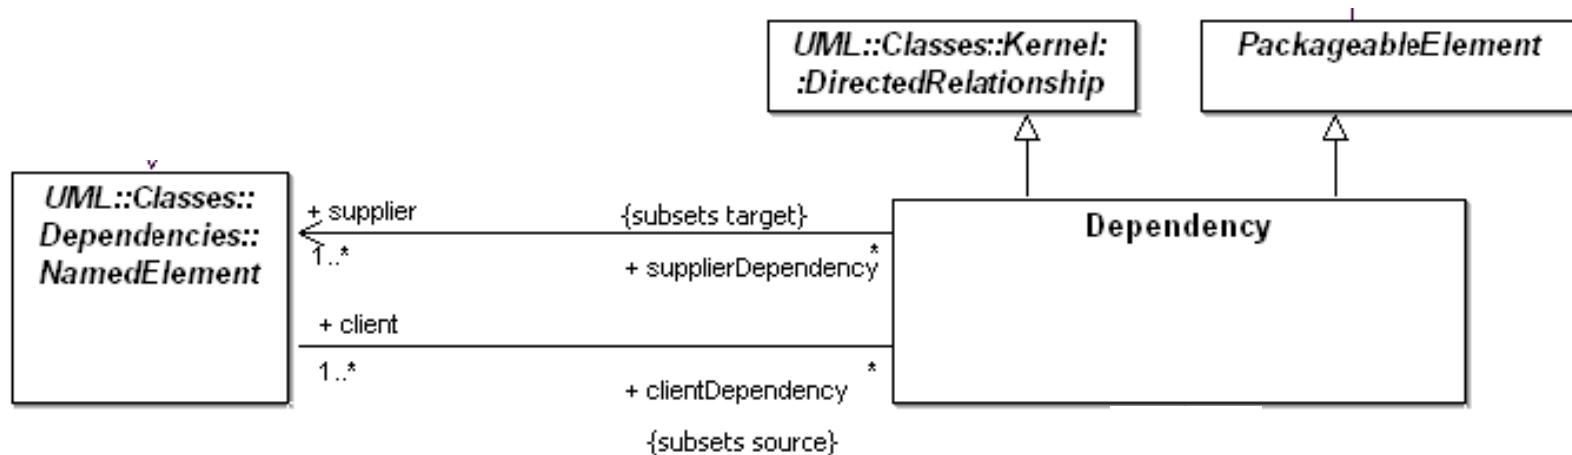 UML::Classes::Kernel:
:DirectedRelationship
PackageableElement
UML::Classes::
Dependencies::
NamedElement
+ supplier
{subsets target}
1..*
*
+ supplierDependency
Dependency
+ client
1..*
*
+ clientDependency
{subsets source}